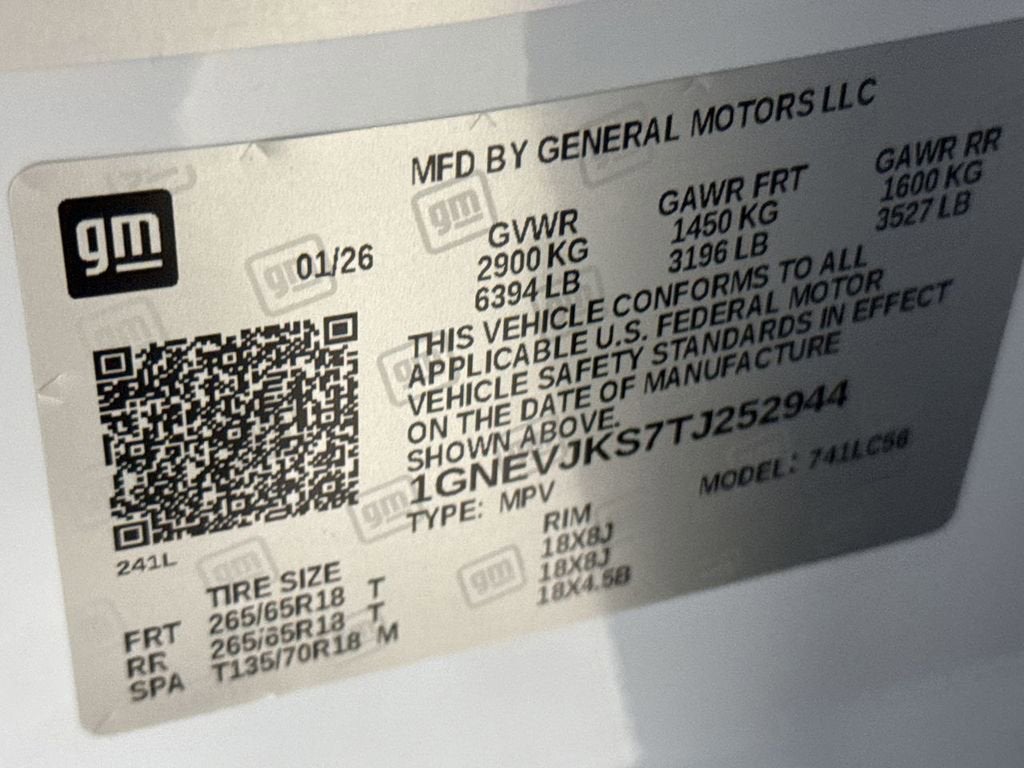 gm
01/26
MFD BY GENERAL MOTORS LLC
GVWR GAWR FRT GAWR RR
2900 KG 1450 KG 1600 KG
6394 LB 3196 LB 3527 LB
THIS VEHICLE CONFORMS TO ALL
APPLICABLE U.S. FEDERAL MOTOR
VEHICLE SAFETY STANDARDS IN EFFECT
ON THE DATE OF MANUFACTURE
SHOWN ABOVE.
1GNEVJKS7TJ252944
TYPE: MPV MODEL: 741LC56
241L
TIRE SIZE RIM
FRT 265/65R18 T 18X8J
RR 265/65R18 T 18X8J
SPA T135/70R18 M 18X4.5B